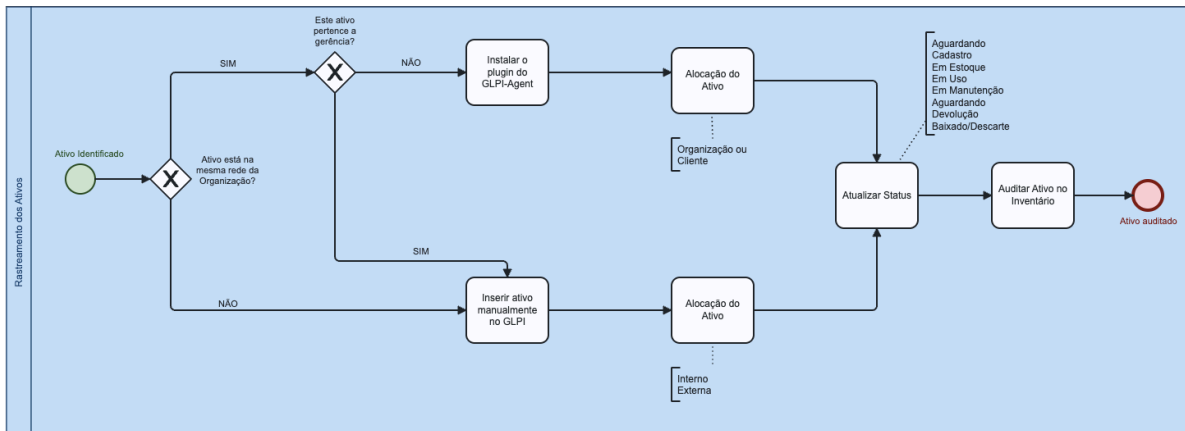 Rastreamento dos Ativos
Ativo Identificado
Ativo está na
mesma rede da
Organização?
SIM
NÃO
Este ativo
pertence a
gerência?
NÃO
SIM
Instalar o
plugin do
GLPI-Agent
Alocação do
Ativo
Organização ou
Cliente
Inserir ativo
manualmente
no GLPI
Alocação do
Ativo
Interno
Externa
Aguardando
Cadastro
Em Estoque
Em Uso
Em Manutenção
Aguardando
Devolução
Baixado/Descarte
Atualizar Status
Auditar Ativo no
Inventário
Ativo auditado